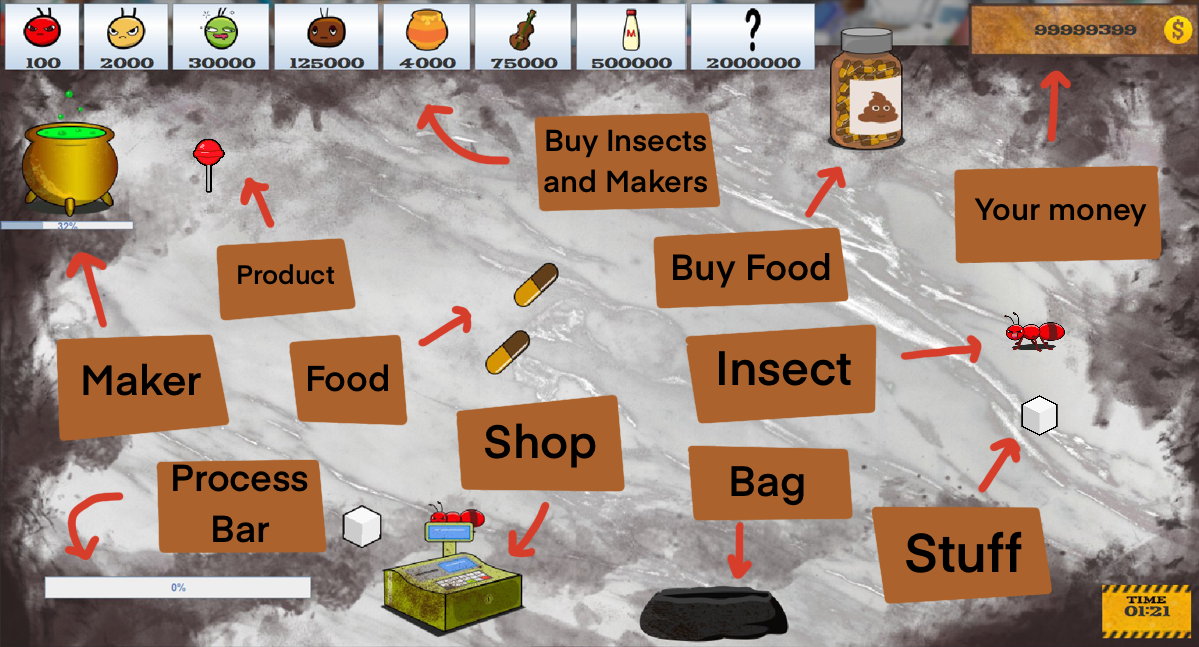 100 2000 30000 125000 4000 75000 500000 2000000
M
?
99999399
$
Buy Insects
and Makers
Your money
32%
Product
Buy Food
Maker
Food
Insect
Shop
Process
Bar
Bag
Stuff
0%
TIME
01:21